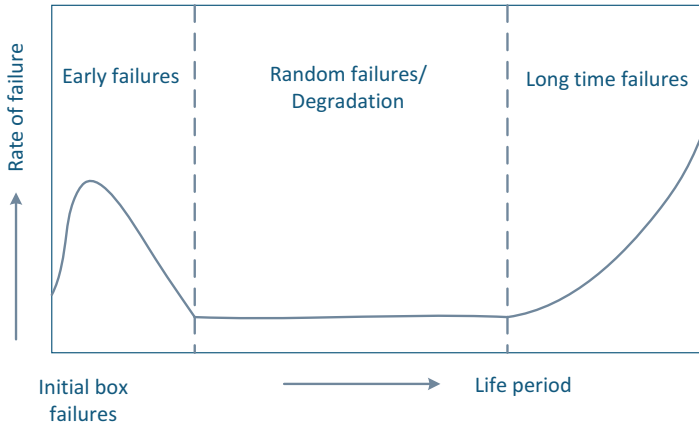 Rate of failure
Early failures
Random failures/
Degradation
Long time failures
Initial box
failures
Life period